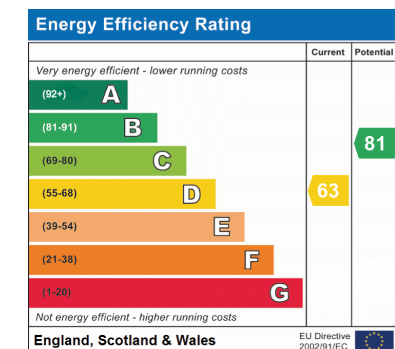 Energy Efficiency Rating
Current Potential
Very energy efficient - lower running costs
(92+) A
(81-91) B
81
(69-80) C
(55-68) D
63
(39-54) E
(21-38) F
(1-20) G
Not energy efficient - higher running costs
England, Scotland & Wales
EU Directive
2002/91/EC